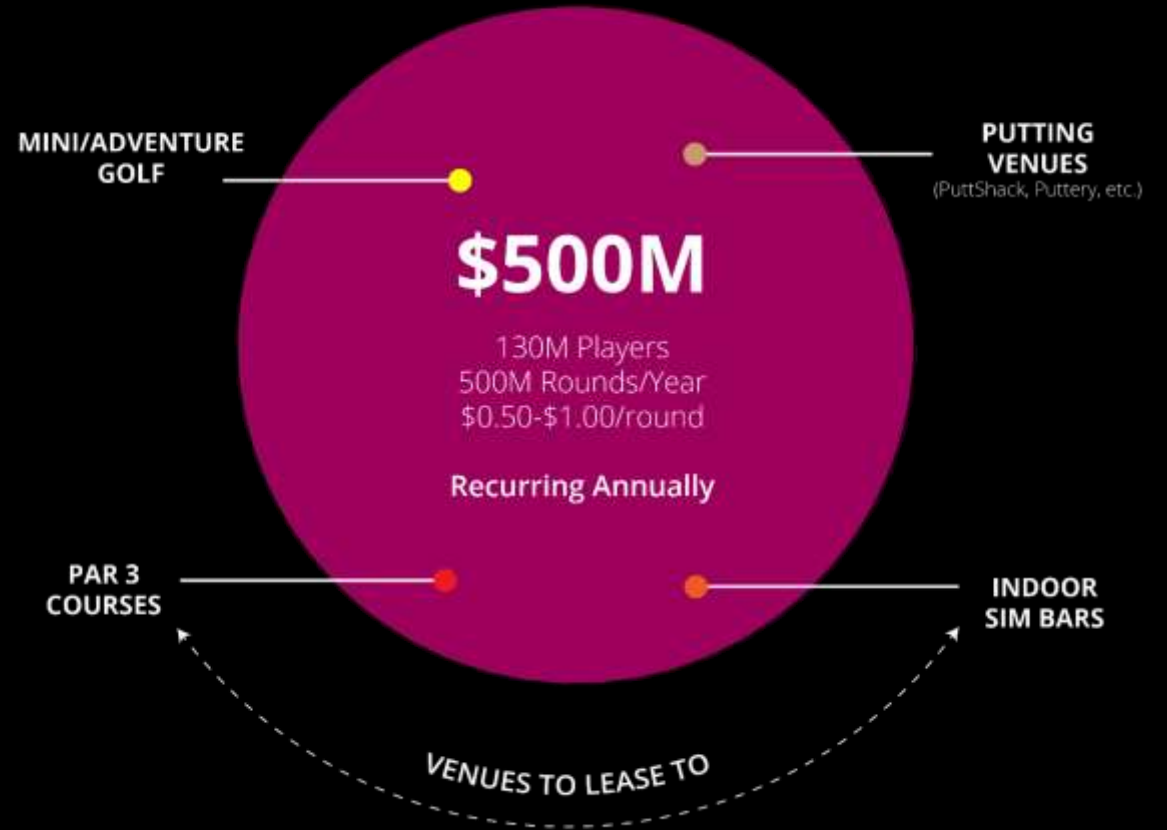 MINI/ADVENTURE
GOLF
PUTTING
VENUES
(PuttShack, Puttery, etc.)
$500M
130M Players
500M Rounds/Year
$0.50-$1.00/round
Recurring Annually
PAR 3
COURSES
INDOOR
SIM BARS
VENUES TO LEASE TO